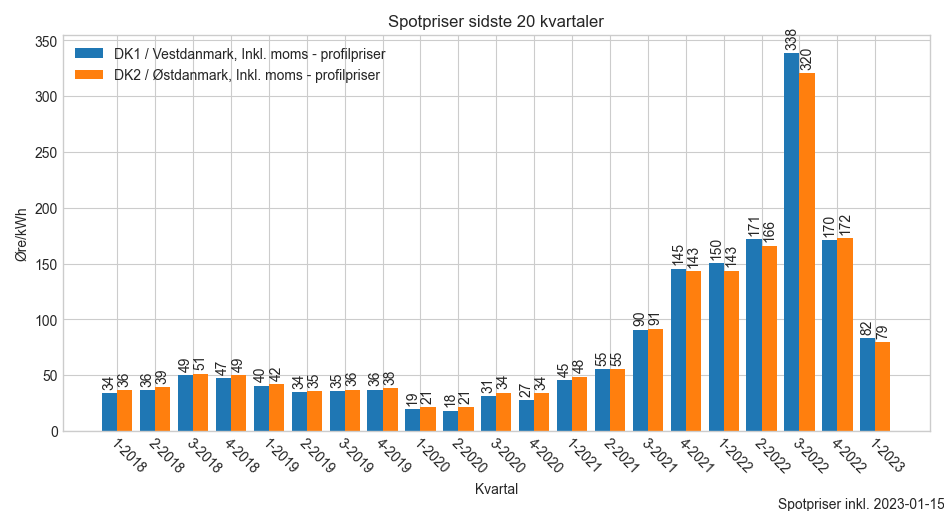 Spotpriser sidste 20 kvartaler
DK1 / Vestdanmark, Inkl. moms - profilpriser
DK2 / Østdanmark, Inkl. moms - profilpriser
Øre/kWh
350
300
250
200
150
100
50
0
34 36 36 39 49 51 47 49 40 42 34 35 35 36 36 38 19 21 18 21 31 34 27 34 45 48 55 55 90 91 145 143 150 143 171 166 338 320 170 172 82 79
1-2018 2-2018 3-2018 4-2018 1-2019 2-2019 3-2019 4-2019 1-2020 2-2020 3-2020 4-2020 1-2021 2-2021 3-2021 4-2021 1-2022 2-2022 3-2022 4-2022 1-2023
Kvartal
Spotpriser inkl. 2023-01-15